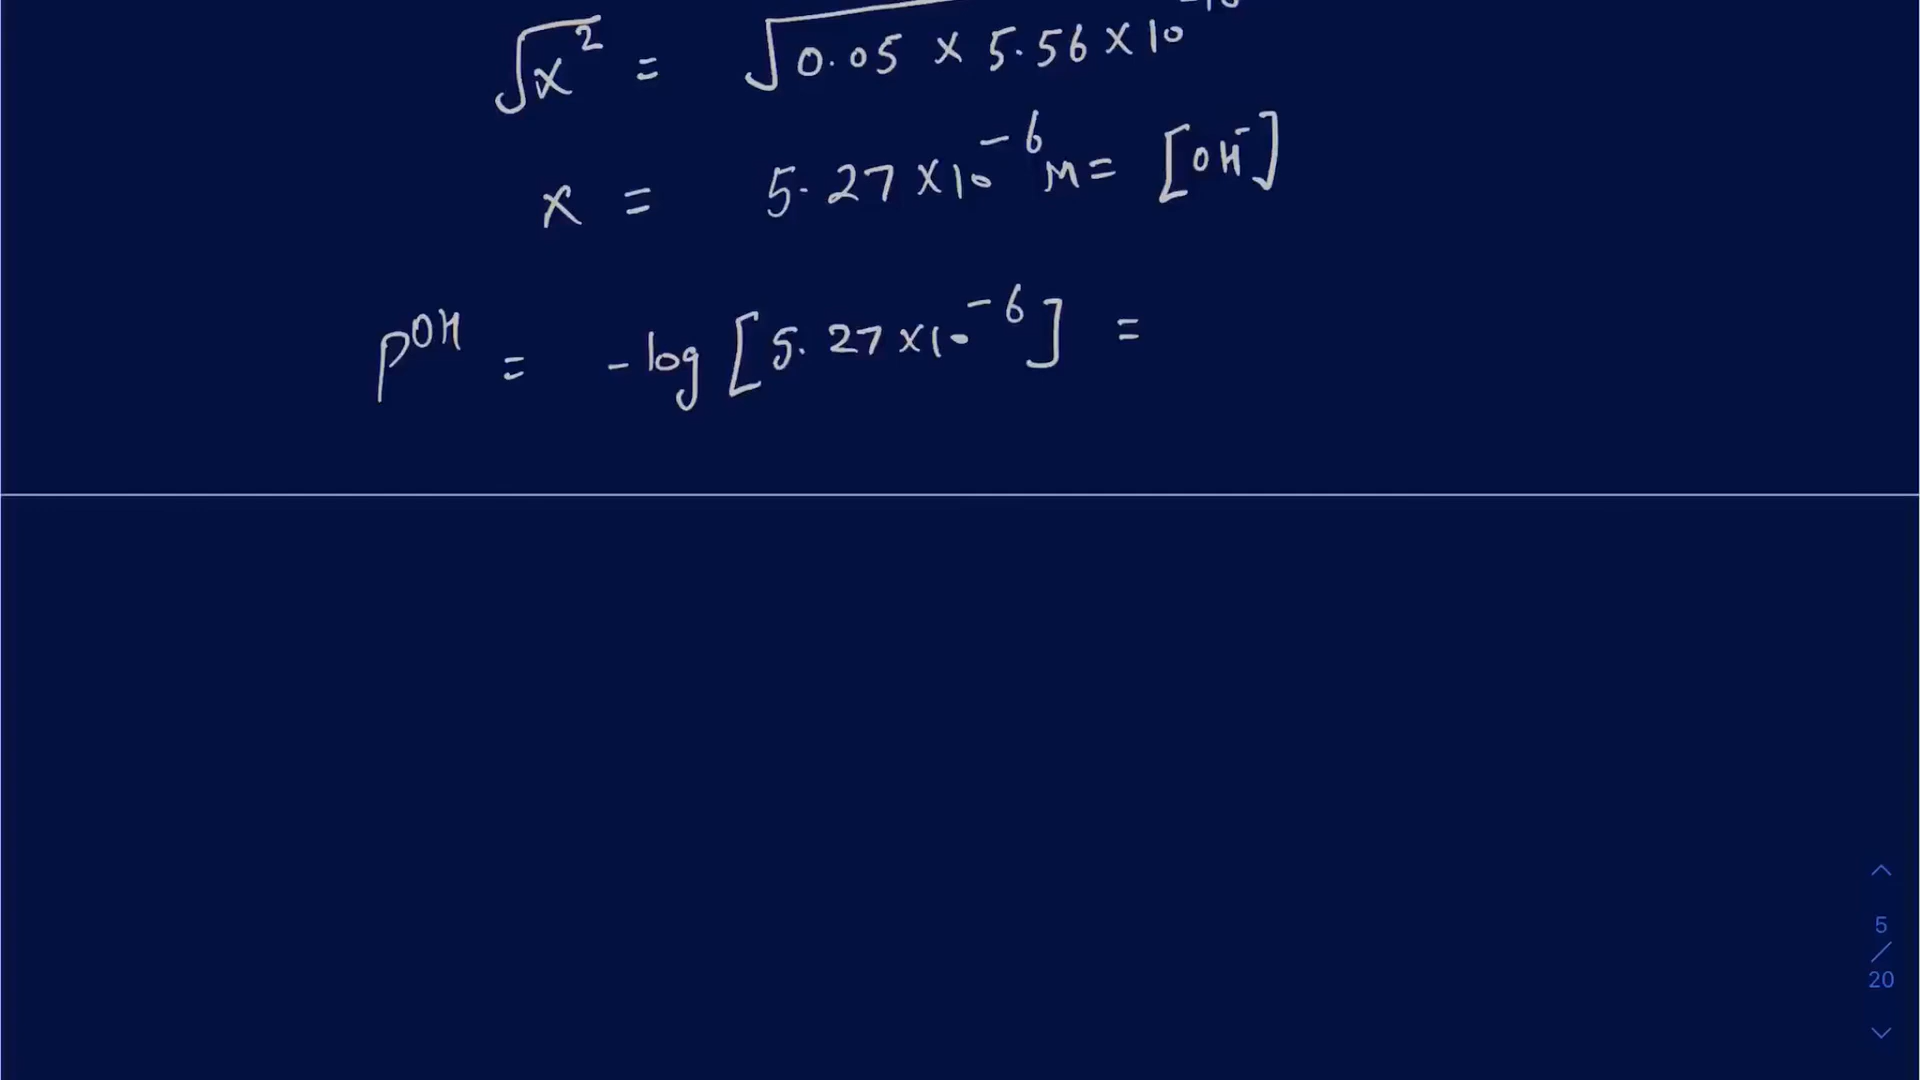 √x² = √0.05 × 5.56 × 10⁻¹⁰
x = 5.27 × 10⁻⁶ M = [OH⁻]
pOH = -log [5.27 × 10⁻⁶] =
5
/
20